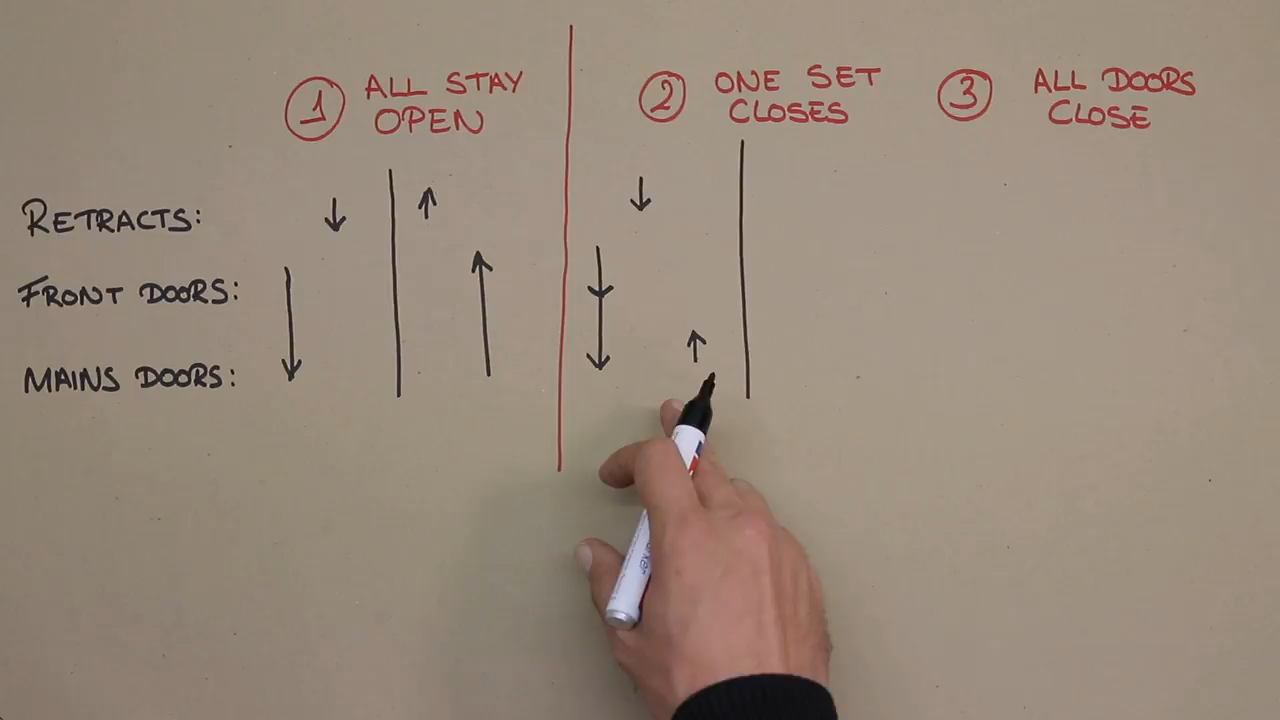 1 ALL STAY
OPEN
2 ONE SET
CLOSES
3 ALL DOORS
CLOSE
RETRACTS:
FRONT DOORS:
MAINS DOORS: